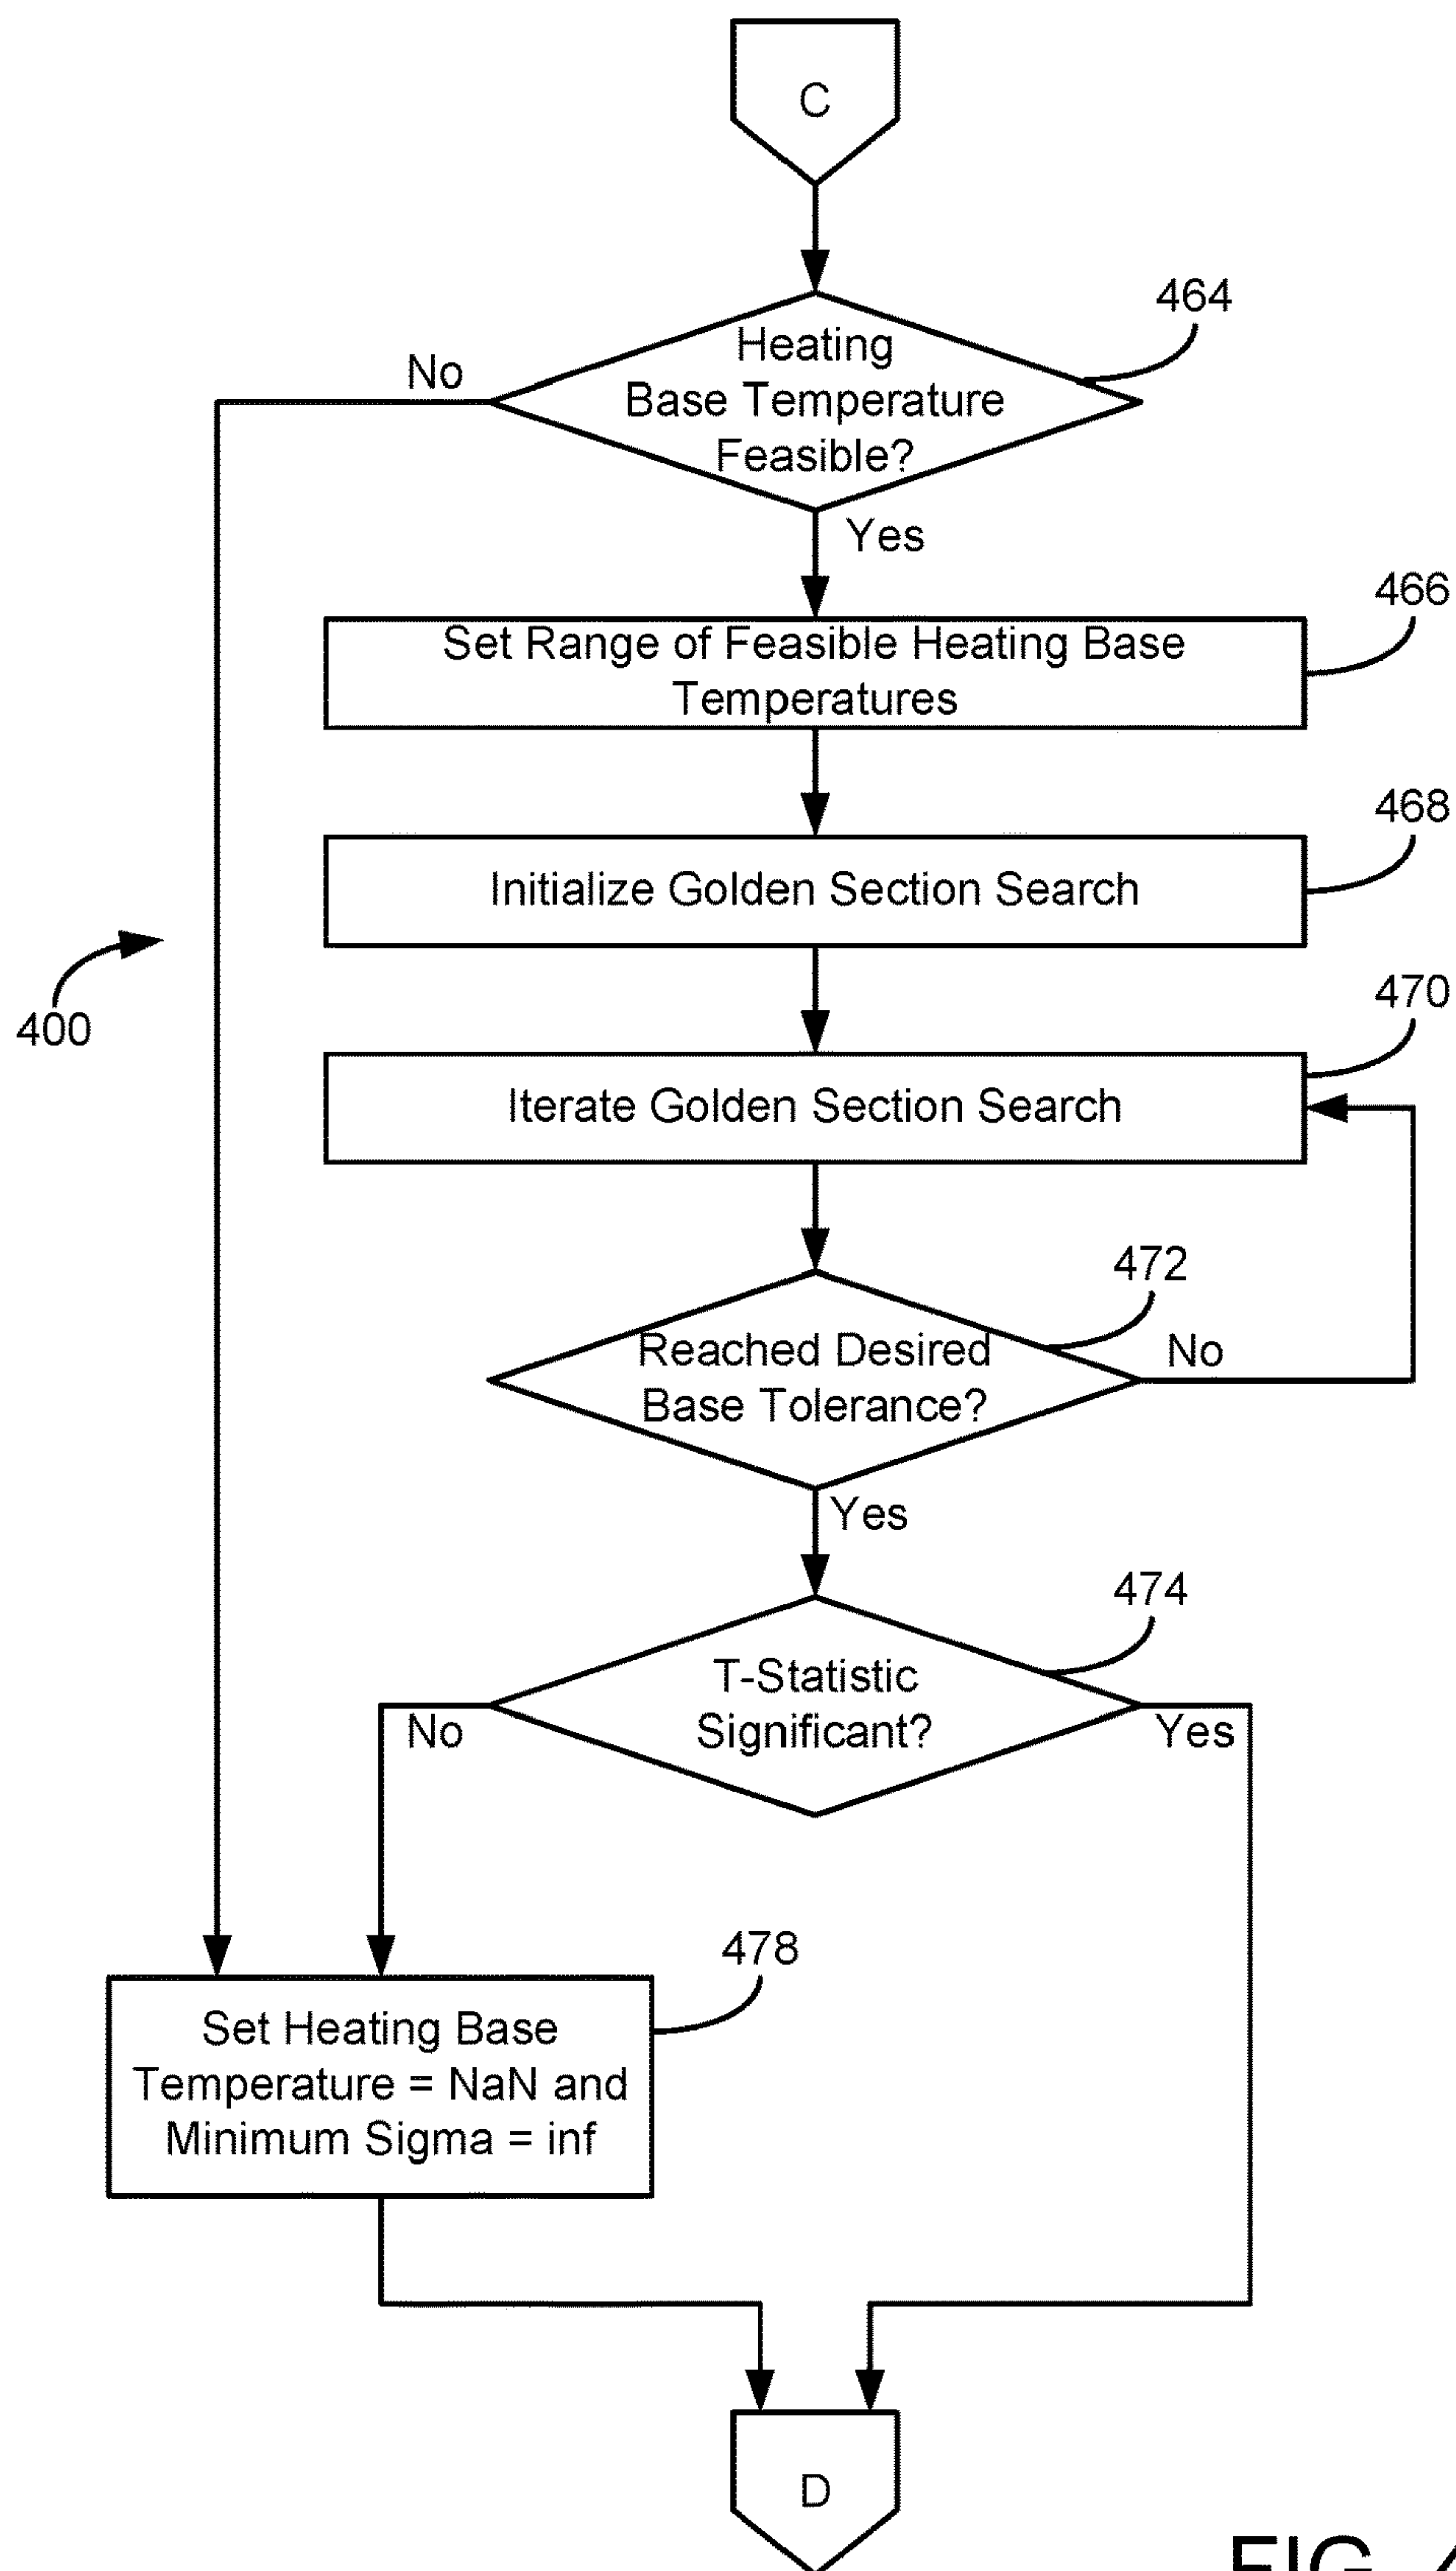 C
464
Heating
Base Temperature
Feasible?
No
Yes
466
Set Range of Feasible Heating Base
Temperatures
468
Initialize Golden Section Search
400
470
Iterate Golden Section Search
472
Reached Desired
Base Tolerance?
No
Yes
474
T-Statistic
Significant?
No
Yes
478
Set Heating Base
Temperature = NaN and
Minimum Sigma = inf
D
FIG.